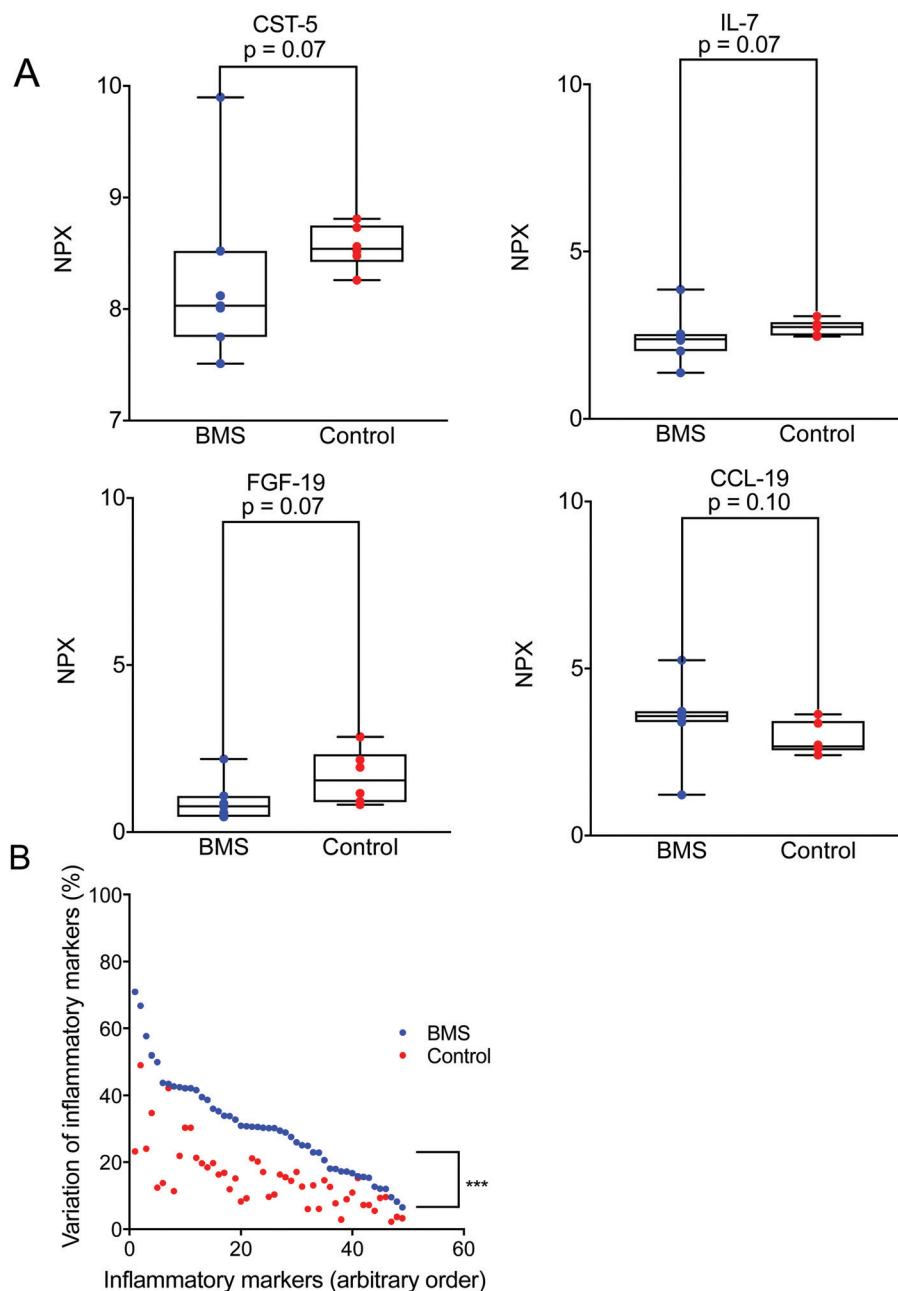 A
CST-5
p = 0.07
NPX
10
9
8
7
BMS Control
IL-7
p = 0.07
NPX
10
5
0
BMS Control
FGF-19
p = 0.07
NPX
10
5
0
BMS Control
CCL-19
p = 0.10
NPX
10
5
0
BMS Control
B
Variation of inflammatory markers (%)
100
80
60
40
20
0
BMS
Control
***
0 20 40 60
Inflammatory markers (arbitrary order)